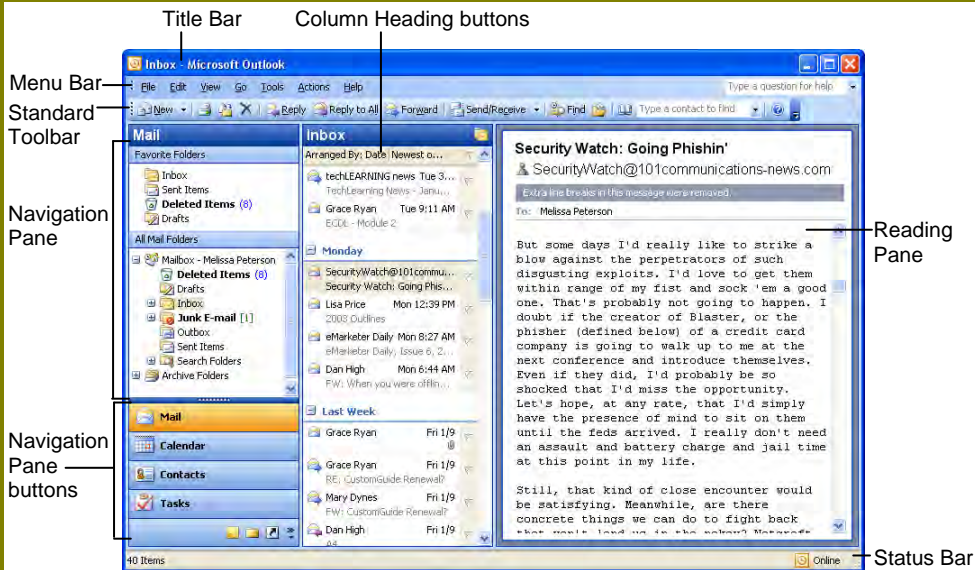 Title Bar
Column Heading buttons
Inbox - Microsoft Outlook
Menu Bar
File Edit View Go Tools Actions Help
Type a question for help
Standard
Toolbar
New Reply Reply to All Forward Send/Receive Find Type a contact to find
Mail
Favorite Folders
Inbox
Sent Items
Deleted Items (8)
Drafts
Navigation
Pane
All Mail Folders
Mailbox - Melissa Peterson
Deleted Items (8)
Drafts
Inbox
Junk E-mail [1]
Outbox
Sent Items
Search Folders
Archive Folders
Navigation
Pane
buttons
Mail
Calendar
Contacts
Tasks
Inbox
Arranged By: Date Newest o...
techLEARNING news Tue 3...
TechLearning News - Janu...
Grace Ryan Tue 9:11 AM
ECDL - Module 2
Monday
SecurityWatch@101commu...
Security Watch: Going Phis...
Lisa Price Mon 12:39 PM
2003 Outlines
eMarketer Daily Mon 8:27 AM
eMarketer Daily, Issue 6, 2...
Dan High Mon 6:44 AM
FW: When you were offlin...
Last Week
Grace Ryan Fri 1/9
Grace Ryan Fri 1/9
RE: CustomGuide Renewal?
Mary Dynes Fri 1/9
FW: CustomGuide Renewal?
Dan High Fri 1/9
A4
Security Watch: Going Phishin'
SecurityWatch@101communications-news.com
Extra line breaks in this message were removed.
To: Melissa Peterson
Reading
Pane
But some days I'd really like to strike a
blow against the perpetrators of such
disgusting exploits. I'd love to get them
within range of my fist and sock 'em a good
one. That's probably not going to happen. I
doubt if the creator of Blaster, or the
phisher (defined below) of a credit card
company is going to walk up to me at the
next conference and introduce themselves.
Even if they did, I'd probably be so
shocked that I'd miss the opportunity.
Let's hope, at any rate, that I'd simply
have the presence of mind to sit on them
until the feds arrived. I really don't need
an assault and battery charge and jail time
at this point in my life.
Still, that kind of close encounter would
be satisfying. Meanwhile, are there
concrete things we can do to fight back
that won't land us in the pokey? Netcraft
40 Items
Online
Status Bar